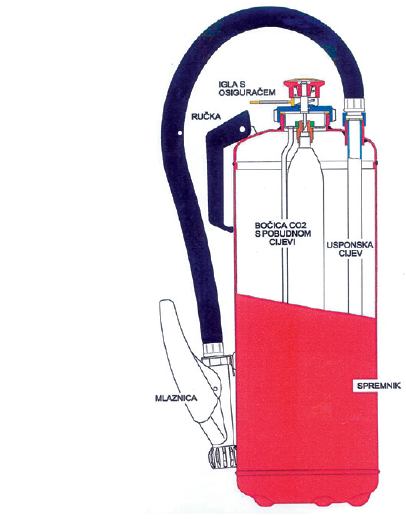 IGLA S
OSIGURAČEM
RUČKA
BOČICA CO2
S POBUDNOM
CIJEVI
USPONSKA
CIJEV
SPREMNIK
MLAZNICA